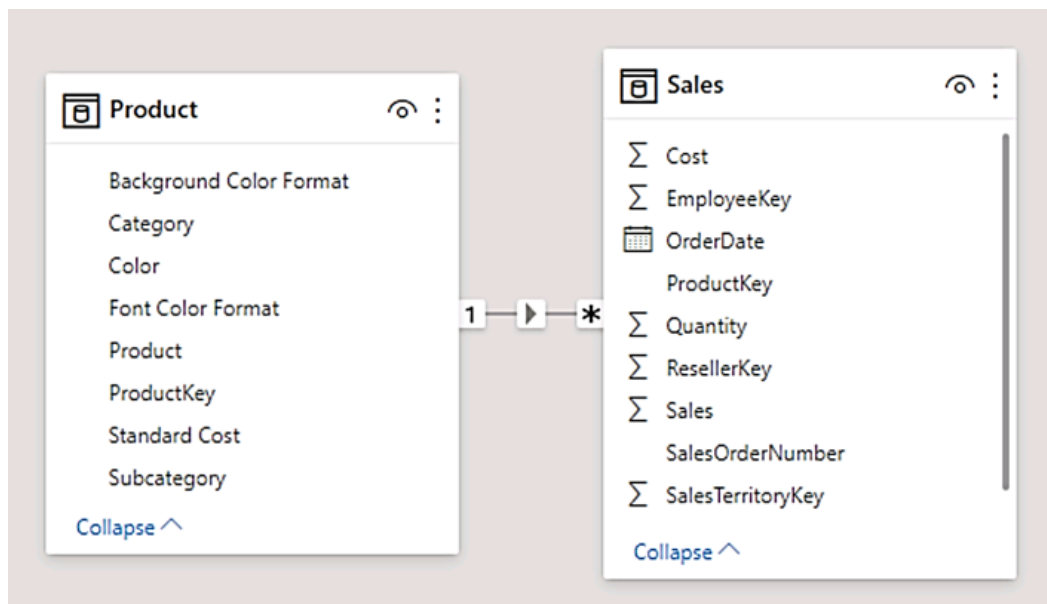 Product
Background Color Format
Category
Color
Font Color Format
Product
ProductKey
Standard Cost
Subcategory
Collapse
1
*
Sales
Σ Cost
Σ EmployeeKey
OrderDate
ProductKey
Σ Quantity
Σ ResellerKey
Σ Sales
SalesOrderNumber
Σ SalesTerritoryKey
Collapse